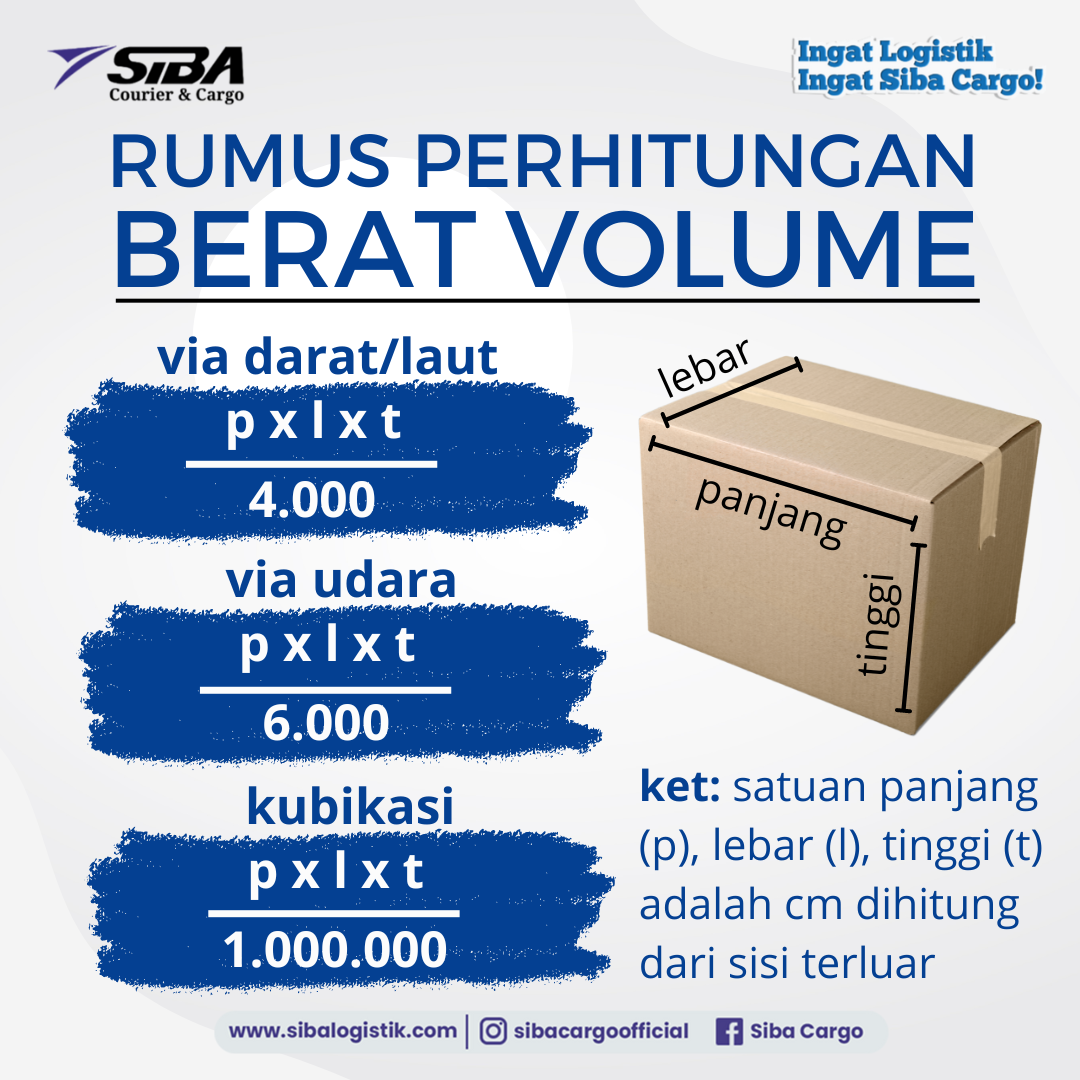 SIBA
Courier & Cargo
Ingat Logistik
Ingat Siba Cargo!
RUMUS PERHITUNGAN
BERAT VOLUME
via darat/laut
p x l x t
4.000
via udara
p x l x t
6.000
kubikasi
p x l x t
1.000.000
lebar
panjang
tinggi
ket: satuan panjang
(p), lebar (l), tinggi (t)
adalah cm dihitung
dari sisi terluar
www.sibalogistik.com | sibacargoofficial Siba Cargo